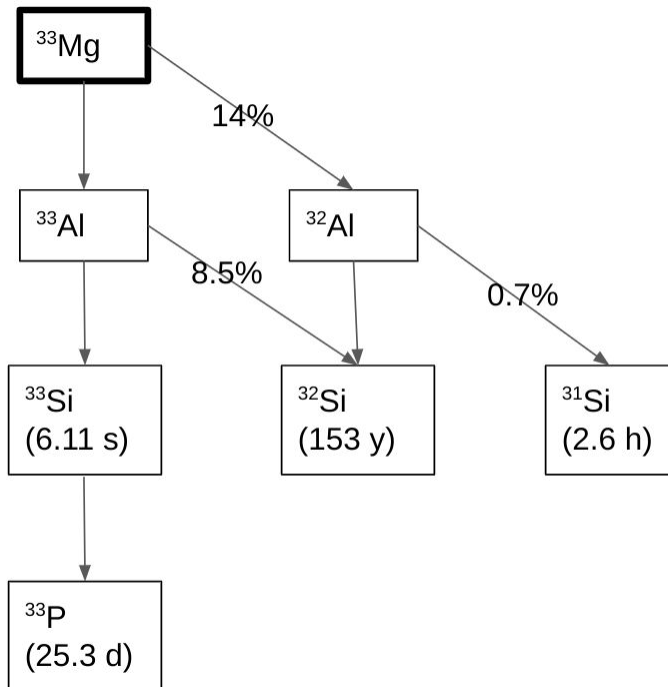 ³³Mg
14%
³³Al
³²Al
8.5%
0.7%
³³Si
(6.11 s)
³²Si
(153 y)
³¹Si
(2.6 h)
³³P
(25.3 d)